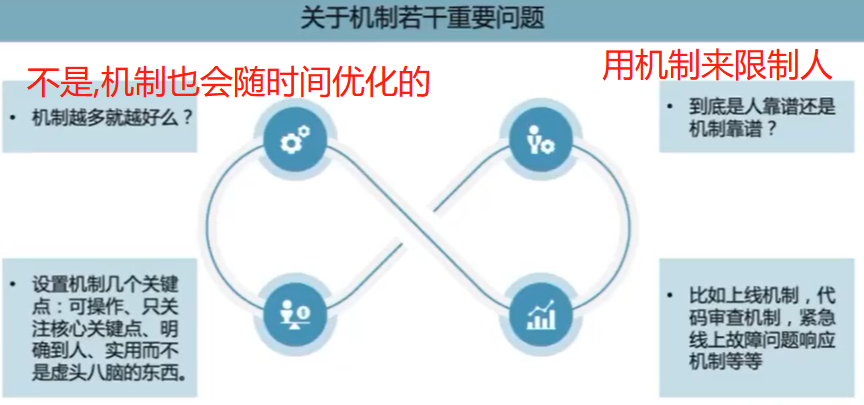 关于机制若干重要问题
不是,机制也会随时间优化的
• 机制越多就越好么？
用机制来限制人
• 到底是人靠谱还是
机制靠谱？
• 设置机制几个关键
点：可操作、只关
注核心关键点、明
确到人、实用而不
是虚头八脑的东西。
• 比如上线机制，代
码审查机制，紧急
线上故障问题响应
机制等等